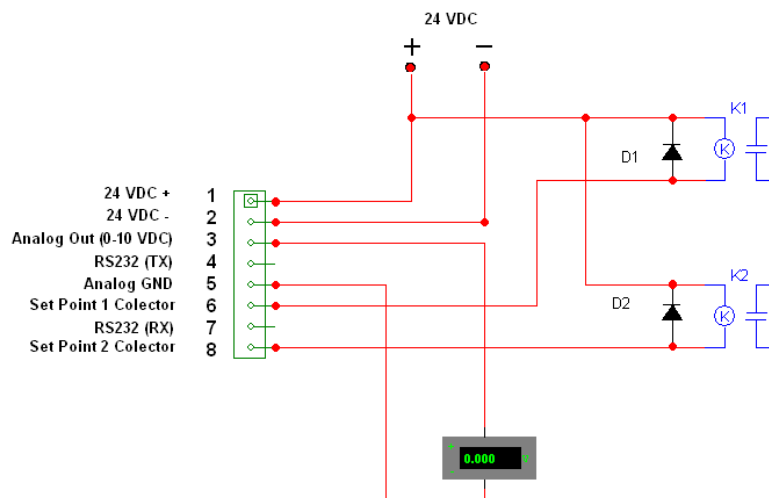 24 VDC
+ −
K1
D1
K
24 VDC + 1
24 VDC - 2
Analog Out (0-10 VDC) 3
RS232 (TX) 4
Analog GND 5
Set Point 1 Colector 6
RS232 (RX) 7
Set Point 2 Colector 8
K2
D2
K
+
0.000
-